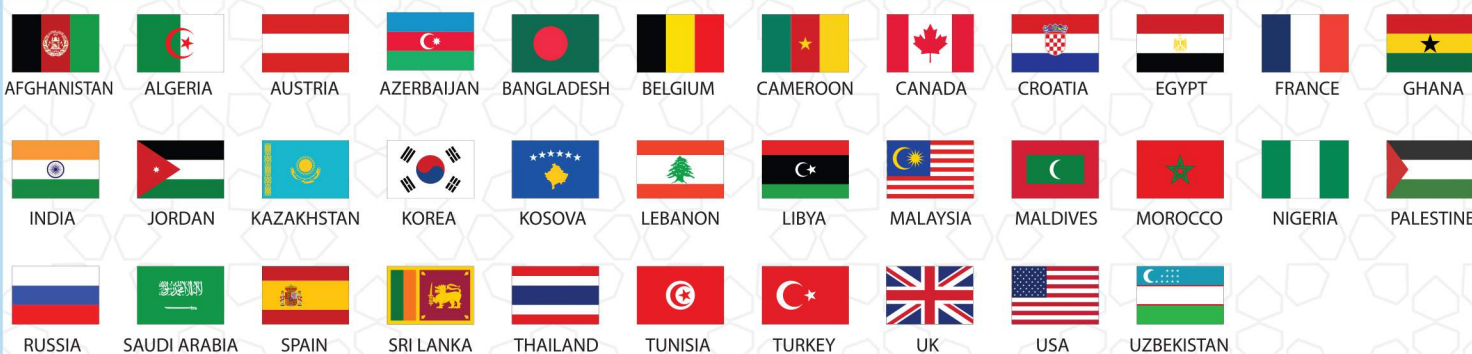 AFGHANISTAN ALGERIA AUSTRIA AZERBAIJAN BANGLADESH BELGIUM CAMEROON CANADA CROATIA EGYPT FRANCE GHANA
INDIA JORDAN KAZAKHSTAN KOREA KOSOVA LEBANON LIBYA MALAYSIA MALDIVES MOROCCO NIGERIA PALESTINE
RUSSIA SAUDI ARABIA SPAIN SRI LANKA THAILAND TUNISIA TURKEY UK USA UZBEKISTAN